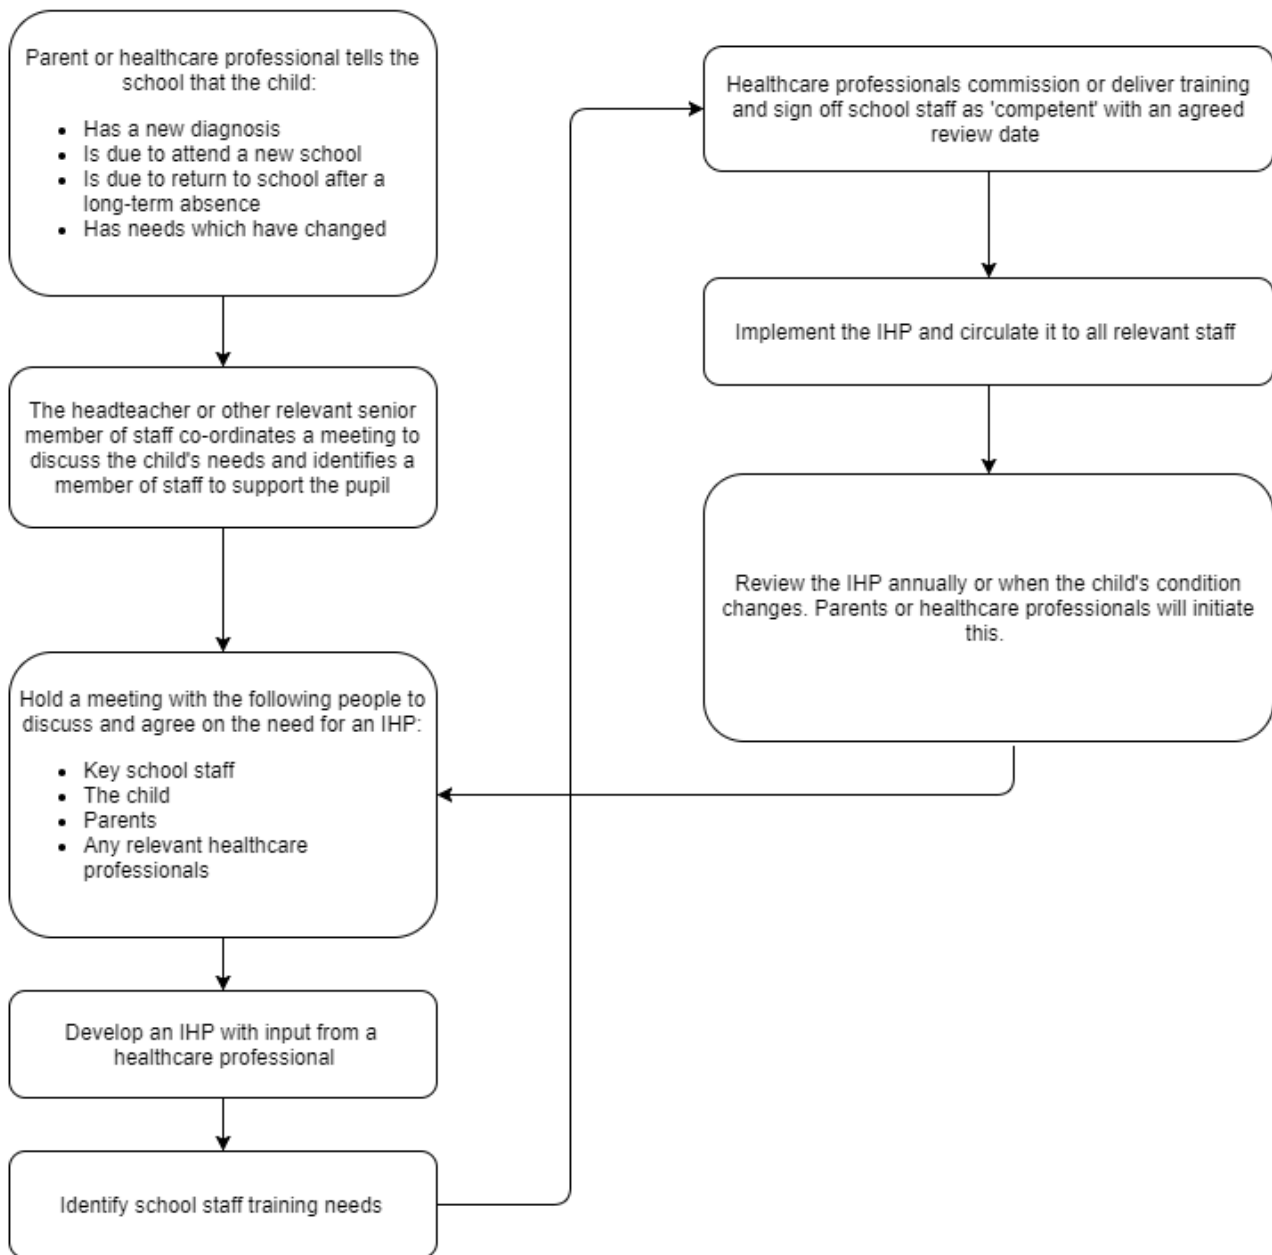 Parent or healthcare professional tells the
school that the child:
• Has a new diagnosis
• Is due to attend a new school
• Is due to return to school after a
long-term absence
• Has needs which have changed
The headteacher or other relevant senior
member of staff co-ordinates a meeting to
discuss the child's needs and identifies a
member of staff to support the pupil
Hold a meeting with the following people to
discuss and agree on the need for an IHP:
• Key school staff
• The child
• Parents
• Any relevant healthcare
professionals
Develop an IHP with input from a
healthcare professional
Identify school staff training needs
Healthcare professionals commission or deliver training
and sign off school staff as 'competent' with an agreed
review date
Implement the IHP and circulate it to all relevant staff
Review the IHP annually or when the child's condition
changes. Parents or healthcare professionals will initiate
this.